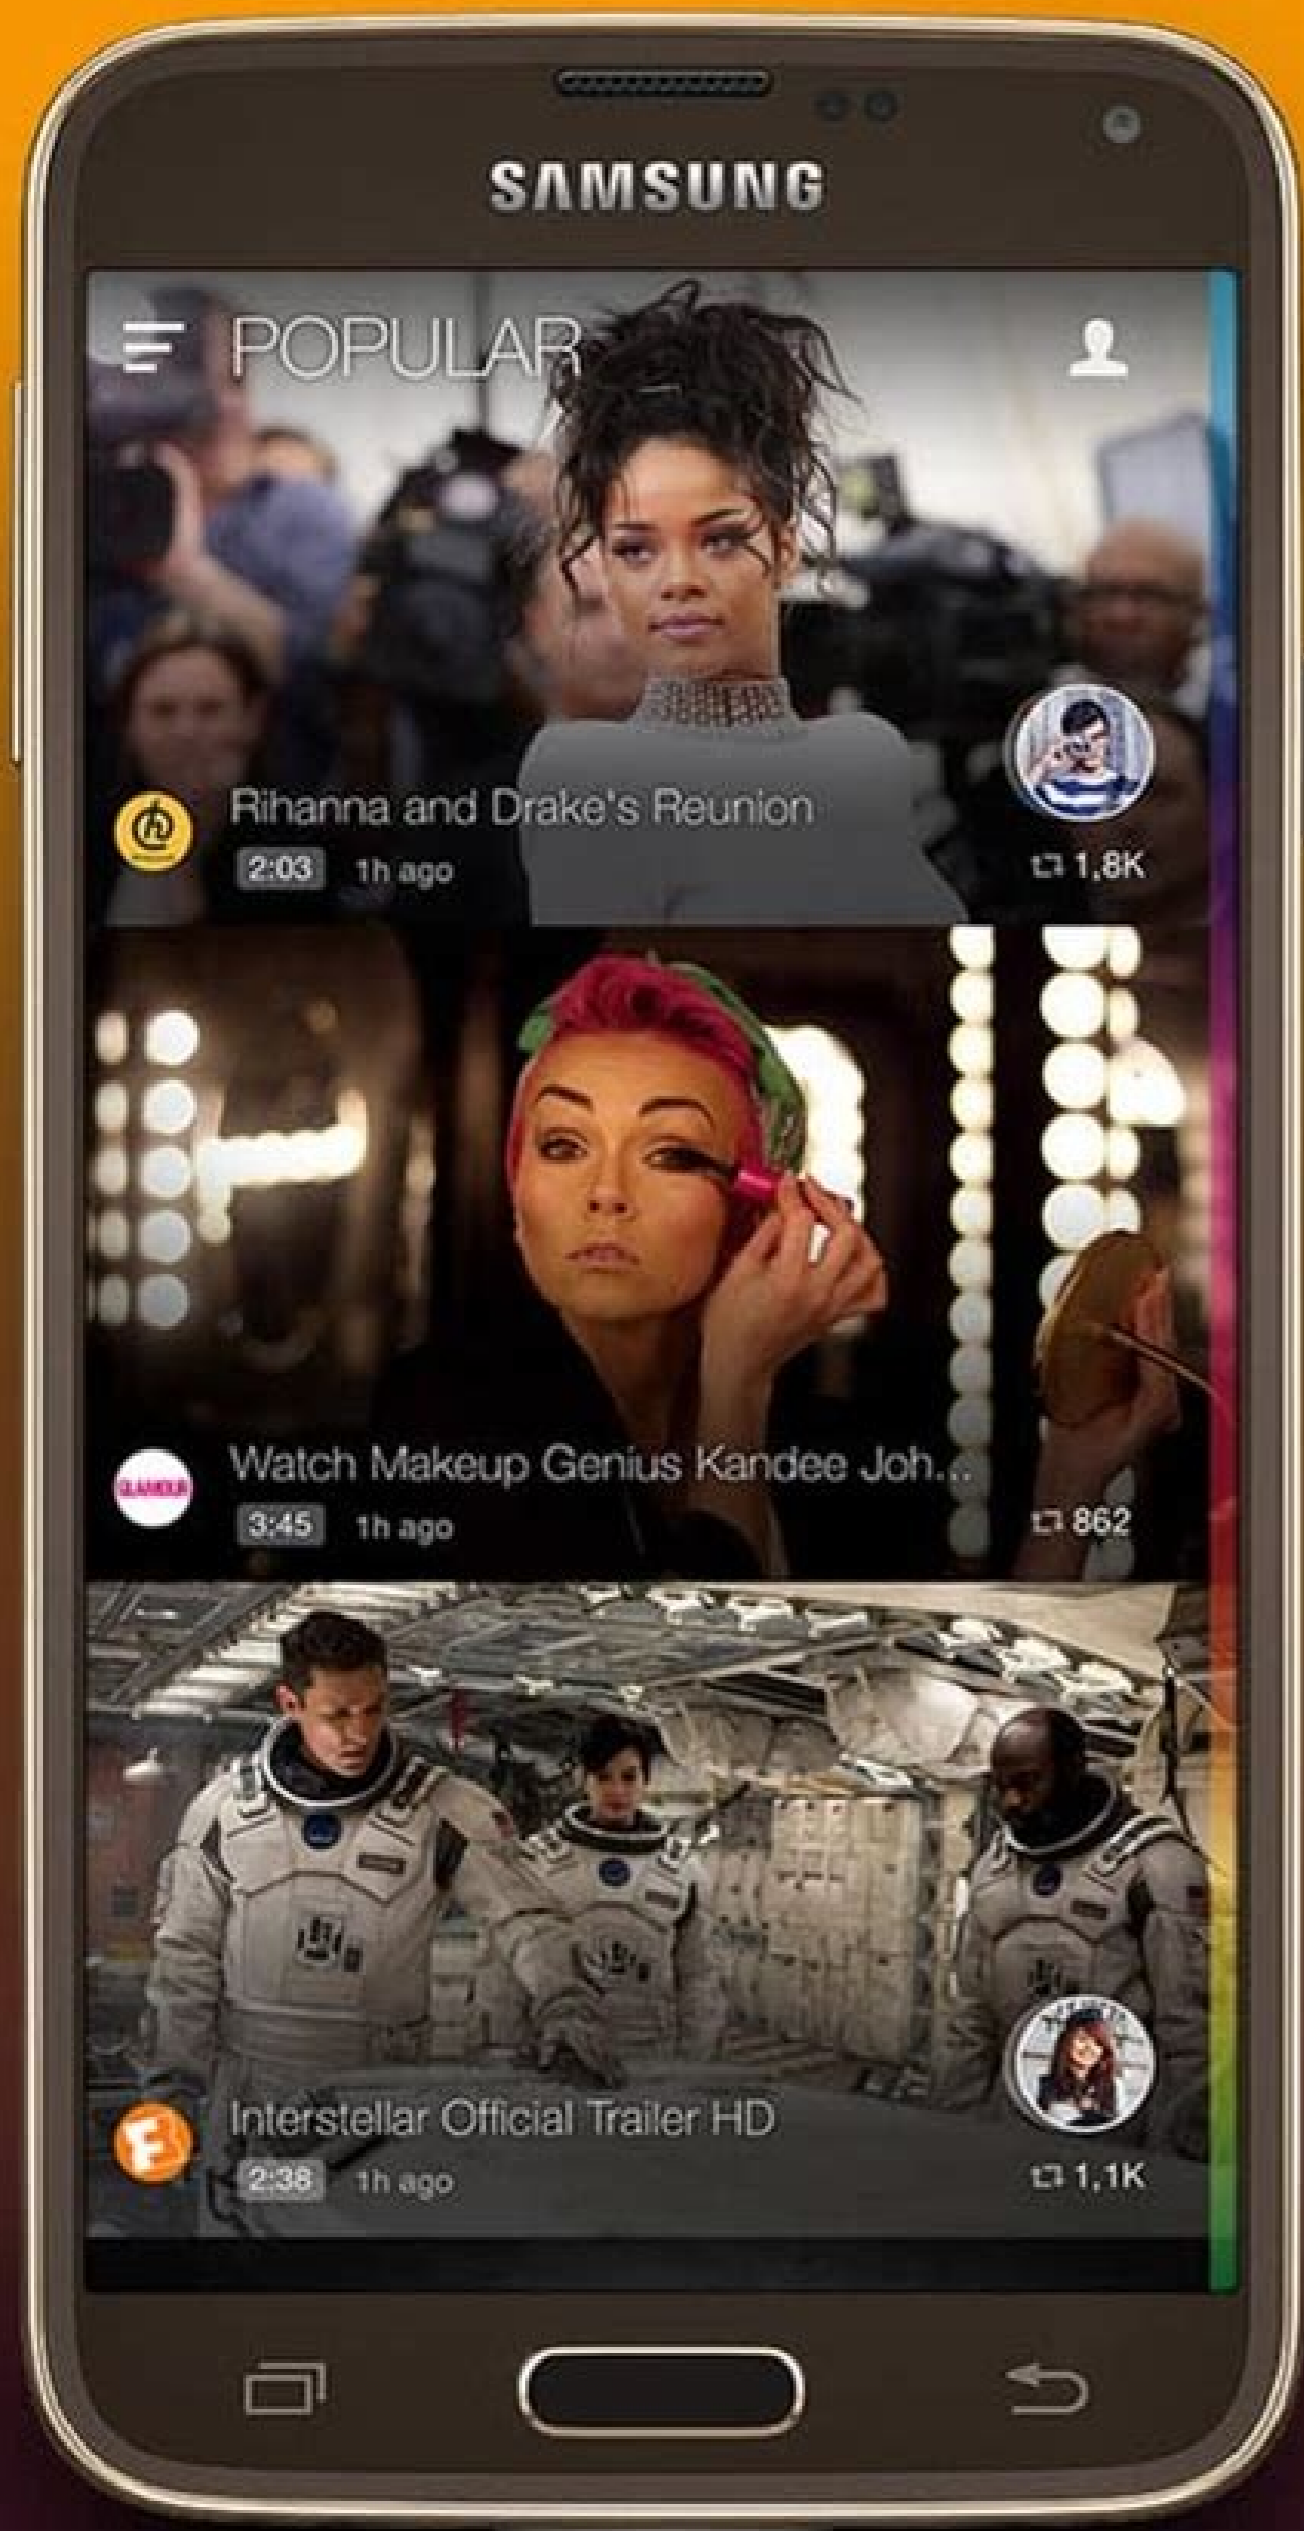 SAMSUNG
POPULAR
Rihanna and Drake's Reunion
2:03 1h ago
1,8K
Watch Makeup Genius Kandee Joh...
GLAMOUR
3:45 1h ago
862
Interstellar Official Trailer HD
F
2:38 1h ago
1,1K